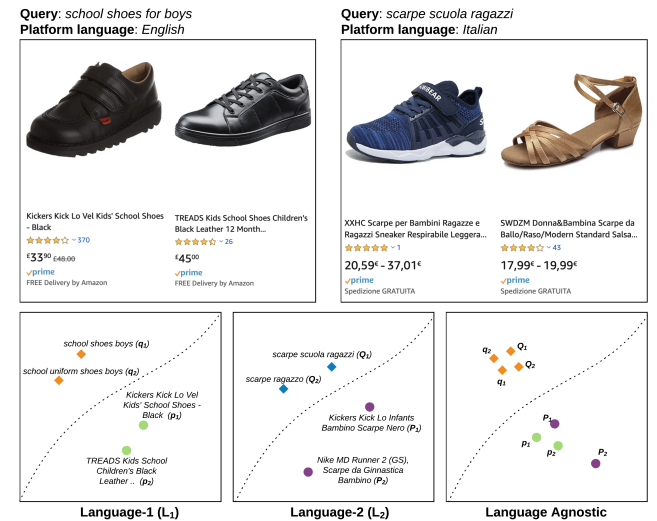 Query: school shoes for boys
Platform language: English
Query: scarpe scuola ragazzi
Platform language: Italian
Kickers Kick Lo Vel Kids' School Shoes
- Black
370
£33⁹⁰ £48.00
prime
FREE Delivery by Amazon
TREADS Kids School Shoes Children's
Black Leather 12 Month...
26
£45⁰⁰
prime
FREE Delivery by Amazon
XXHC Scarpe per Bambini Ragazze e
Ragazzi Sneaker Respirabile Leggera...
1
20,59€ - 37,01€
prime
Spedizione GRATUITA
SWDZM Donna&Bambina Scarpe da
Ballo/Raso/Modern Standard Salsa...
43
17,99€ - 19,99€
prime
Spedizione GRATUITA
school shoes boys (q₁)
school uniform shoes boy (q₂)
Kickers Kick Lo Vel
Kids' School Shoes -
Black (p₁)
TREADS Kids School
Children's Black
Leather .. (p₂)
Language-1 (L₁)
scarpe scuola ragazzi (Q₁)
scarpe ragazzo (Q₂)
Kickers Kick Lo Infants
Bambino Scarpe Nero (P₁)
Nike MD Runner 2 (GS),
Scarpe da Ginnastica
Bambino (P₂)
Language-2 (L₂)
q₂ Q₁
Q₂
q₁
P₁
p₁
p₂
P₂
Language Agnostic